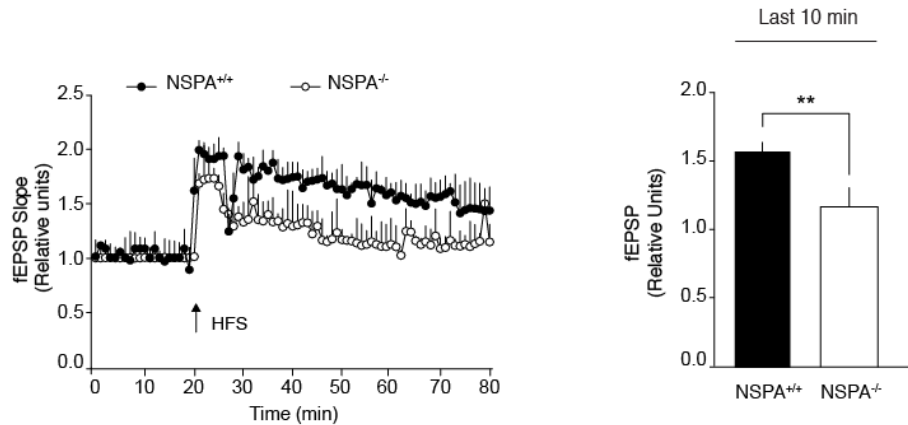 NSPA+/+
NSPA-/-
2.5
2.0
1.5
1.0
0.5
0.0
fEPSP Slope
(Relative units)
HFS
0
10
20
30
40
50
60
70
80
Time (min)
Last 10 min
**
2.0
1.5
1.0
0.5
0.0
fEPSP
(Relative Units)
NSPA+/+
NSPA-/-